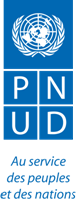 P N
U D
Au service
des peuples
et des nations